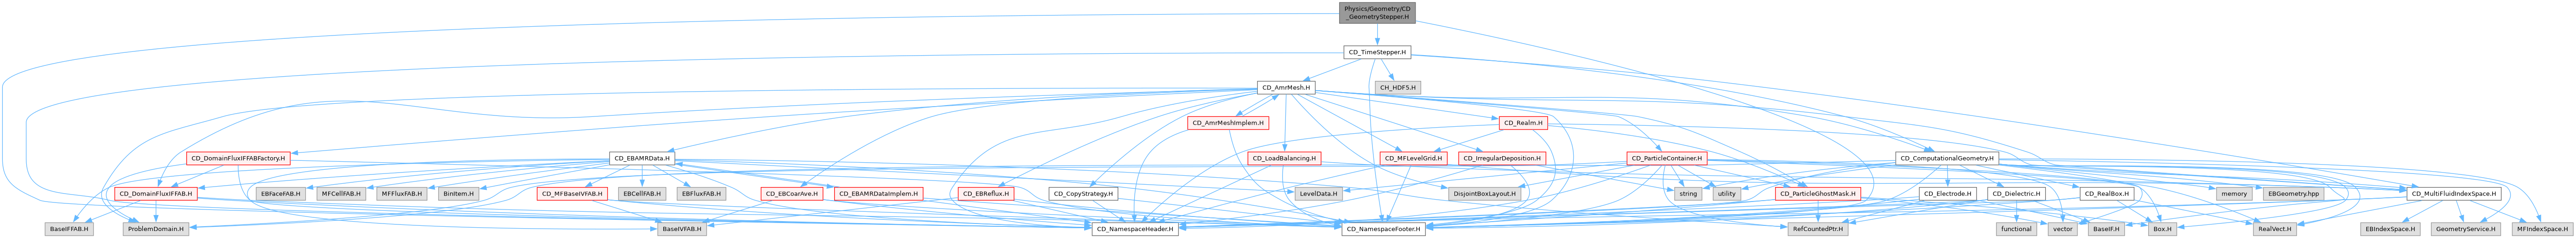 Physics/Geometry/CD
_GeometryStepper.H
CD_TimeStepper.H
CD_AmrMesh.H
CH_HDF5.H
CD_AmrMeshImplem.H
CD_Realm.H
CD_DomainFluxIFFABFactory.H
CD_EBAMRData.H
CD_LoadBalancing.H
CD_MFLevelGrid.H
CD_IrregularDeposition.H
CD_ParticleContainer.H
CD_ComputationalGeometry.H
CD_DomainFluxIFFAB.H
EBFaceFAB.H
MFCellFAB.H
MFFluxFAB.H
BinItem.H
CD_MFBaseIVFAB.H
EBCellFAB.H
EBFluxFAB.H
CD_EBCoarAve.H
CD_EBAMRDataImplem.H
CD_EBReflux.H
CD_CopyStrategy.H
LevelData.H
DisjointBoxLayout.H
string
utility
CD_ParticleGhostMask.H
CD_Electrode.H
CD_Dielectric.H
CD_RealBox.H
memory
EBGeometry.hpp
CD_MultiFluidIndexSpace.H
BaseIFFAB.H
ProblemDomain.H
BaseIVFAB.H
CD_NamespaceHeader.H
CD_NamespaceFooter.H
RefCountedPtr.H
functional
vector
BaseIF.H
Box.H
RealVect.H
EBIndexSpace.H
GeometryService.H
MFIndexSpace.H